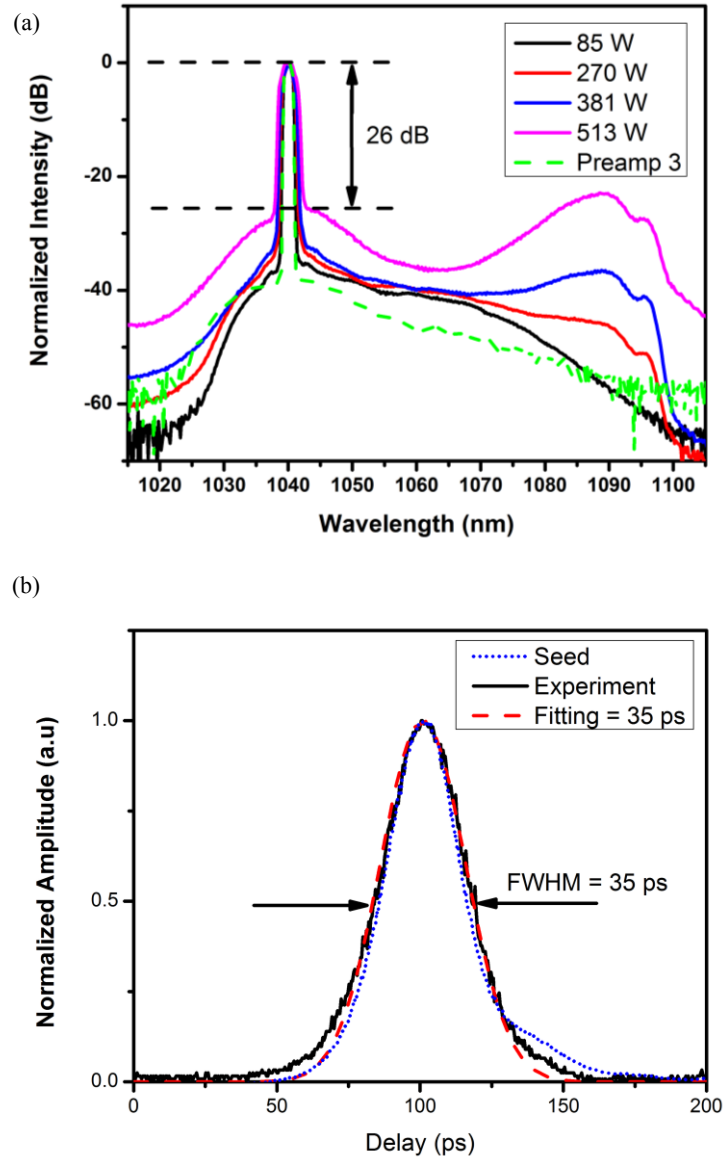 (a)
85 W
270 W
381 W
513 W
Preamp 3
26 dB
0
-20
-40
-60
Normalized Intensity (dB)
1020 1030 1040 1050 1060 1070 1080 1090 1100
Wavelength (nm)
(b)
Seed
Experiment
Fitting = 35 ps
FWHM = 35 ps
1.0
0.5
0.0
Normalized Amplitude (a.u)
0 50 100 150 200
Delay (ps)